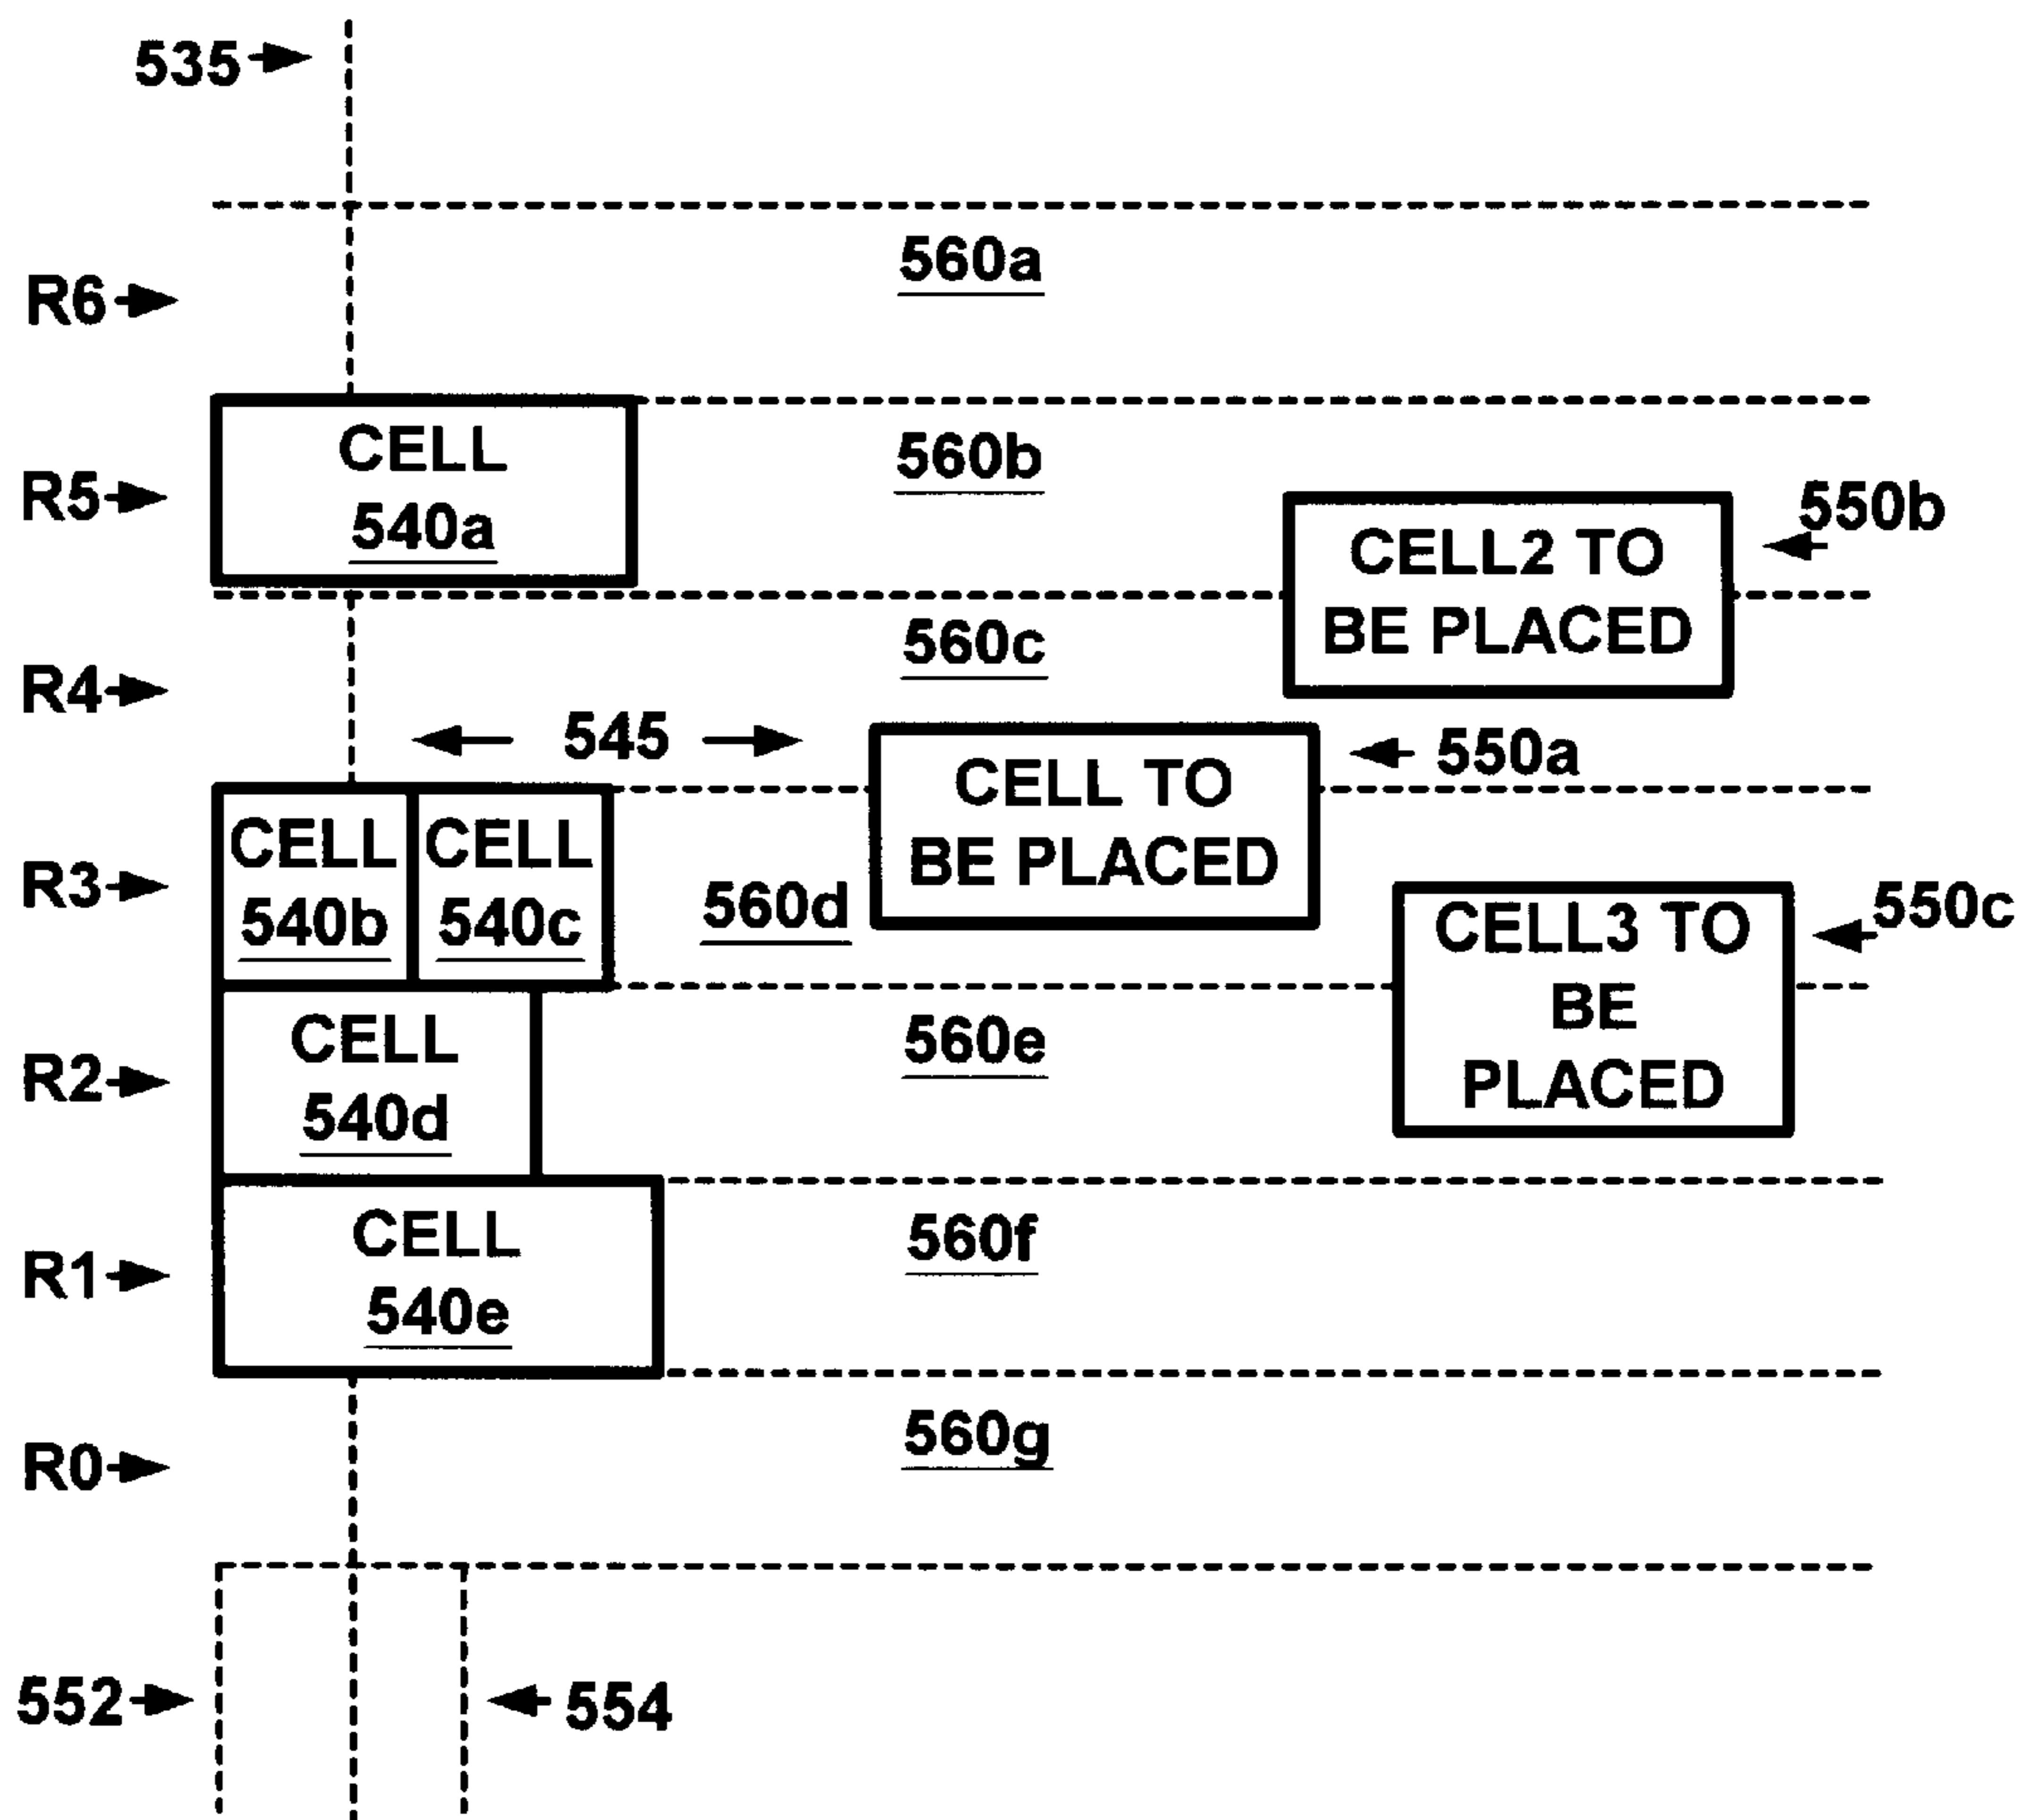 535
560a
R6
CELL
540a
560b
R5
550b
CELL2 TO
BE PLACED
560c
R4
545
550a
CELL TO
BE PLACED
CELL
540b
CELL
540c
R3
560d
550c
CELL3 TO
BE
PLACED
CELL
540d
560e
R2
CELL
540e
560f
R1
560g
R0
552
554